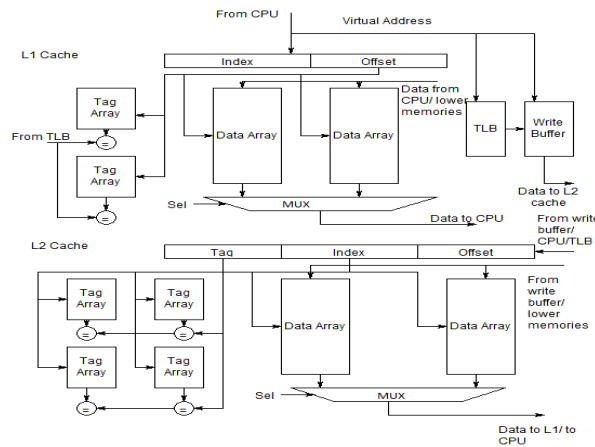 From CPU
Virtual Address
L1 Cache
Index
Offset
Data from
CPU/ lower
memories
Tag
Array
Data Array
Data Array
TLB
Write
Buffer
From TLB
=
Tag
Array
=
Data to L2
cache
Sel
MUX
Data to CPU
From write
buffer/
CPU/TLB
L2 Cache
Tag
Index
Offset
From
write
buffer/
lower
memories
Tag
Array
Tag
Array
Data Array
Data Array
=
=
Tag
Array
Tag
Array
Sel
MUX
=
=
Data to L1/ to
CPU